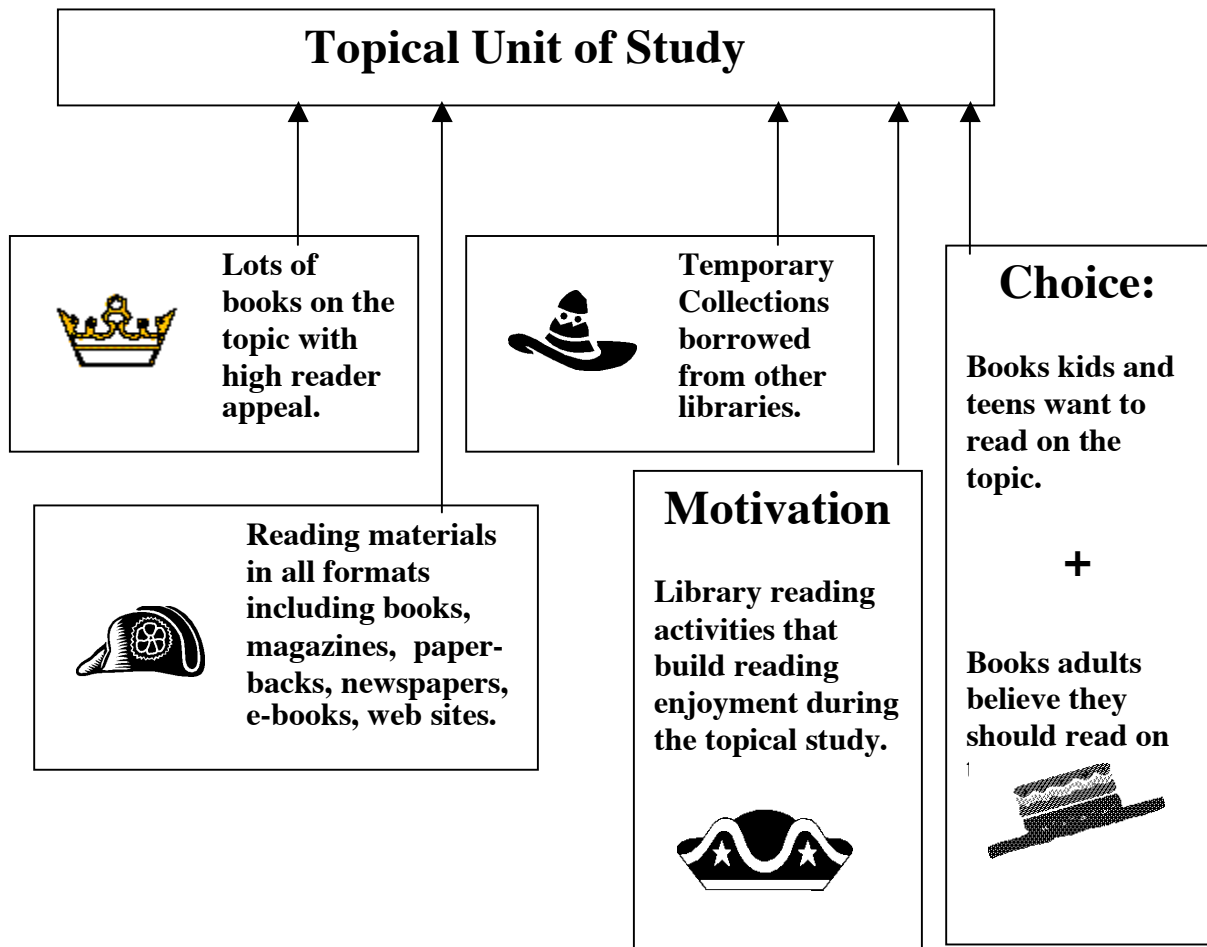 Topical Unit of Study
Lots of
books on the
topic with
high reader
appeal.
Temporary
Collections
borrowed
from other
libraries.
Choice:
Books kids and
teens want to
read on the
topic.
+
Books adults
believe they
should read on
Reading materials
in all formats
including books,
magazines, paper-
backs, newspapers,
e-books, web sites.
Motivation
Library reading
activities that
build reading
enjoyment during
the topical study.